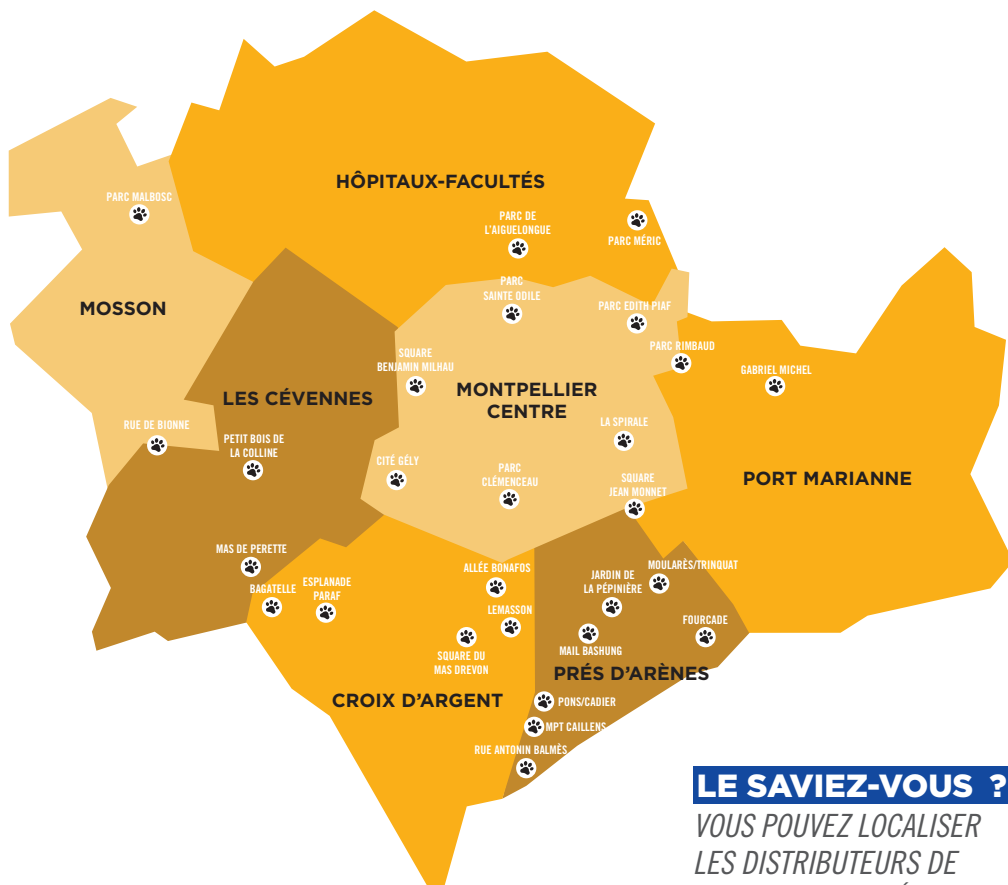 HÔPITAUX-FACULTÉS
PARC MALBOSC
PARC DE
L'AIGUELONGUE
PARC MÉRIC
MOSSON
PARC
SAINTE ODILE
PARC EDITH PIAF
SQUARE
BENJAMIN MILHAU
PARC RIMBAUD
GABRIEL MICHEL
LES CÉVENNES
MONTPELLIER
CENTRE
RUE DE BIONNE
PETIT BOIS DE
LA COLLINE
LA SPIRALE
CITÉ GÉLY
PARC
CLÉMENCEAU
SQUARE
JEAN MONNET
PORT MARIANNE
MAS DE PERETTE
BAGATELLE
ESPLANADE
PARAF
ALLÉE BONAFOS
JARDIN DE
LA PÉPINIÈRE
MOULARÈS/TRINQUAT
LEMASSON
FOURCADE
SQUARE DU
MAS DREVON
MAIL BASHUNG
PRÉS D'ARÈNES
CROIX D'ARGENT
PONS/CADIER
MPT CAILLENS
RUE ANTONIN BALMÈS
LE SAVIEZ-VOUS ?
VOUS POUVEZ LOCALISER
LES DISTRIBUTEURS DE